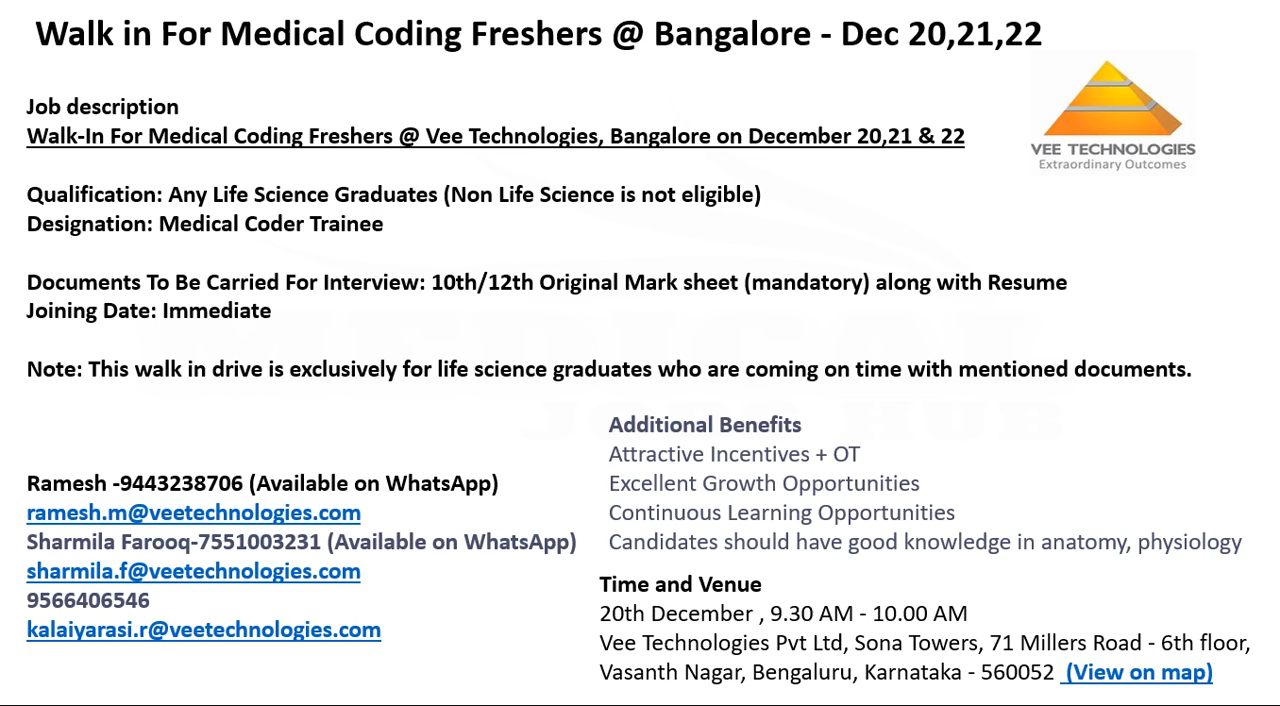 Walk in For Medical Coding Freshers @ Bangalore - Dec 20,21,22
VEE TECHNOLOGIES
Extraordinary Outcomes
Job description
Walk-In For Medical Coding Freshers @ Vee Technologies, Bangalore on December 20,21 & 22
Qualification: Any Life Science Graduates (Non Life Science is not eligible)
Designation: Medical Coder Trainee
Documents To Be Carried For Interview: 10th/12th Original Mark sheet (mandatory) along with Resume
Joining Date: Immediate
Note: This walk in drive is exclusively for life science graduates who are coming on time with mentioned documents.
Ramesh -9443238706 (Available on WhatsApp)
ramesh.m@veetechnologies.com
Sharmila Farooq-7551003231 (Available on WhatsApp)
sharmila.f@veetechnologies.com
9566406546
kalaiyarasi.r@veetechnologies.com
Additional Benefits
Attractive Incentives + OT
Excellent Growth Opportunities
Continuous Learning Opportunities
Candidates should have good knowledge in anatomy, physiology
Time and Venue
20th December , 9.30 AM - 10.00 AM
Vee Technologies Pvt Ltd, Sona Towers, 71 Millers Road - 6th floor,
Vasanth Nagar, Bengaluru, Karnataka - 560052 (View on map)
MEDICAL
JOBS HUB